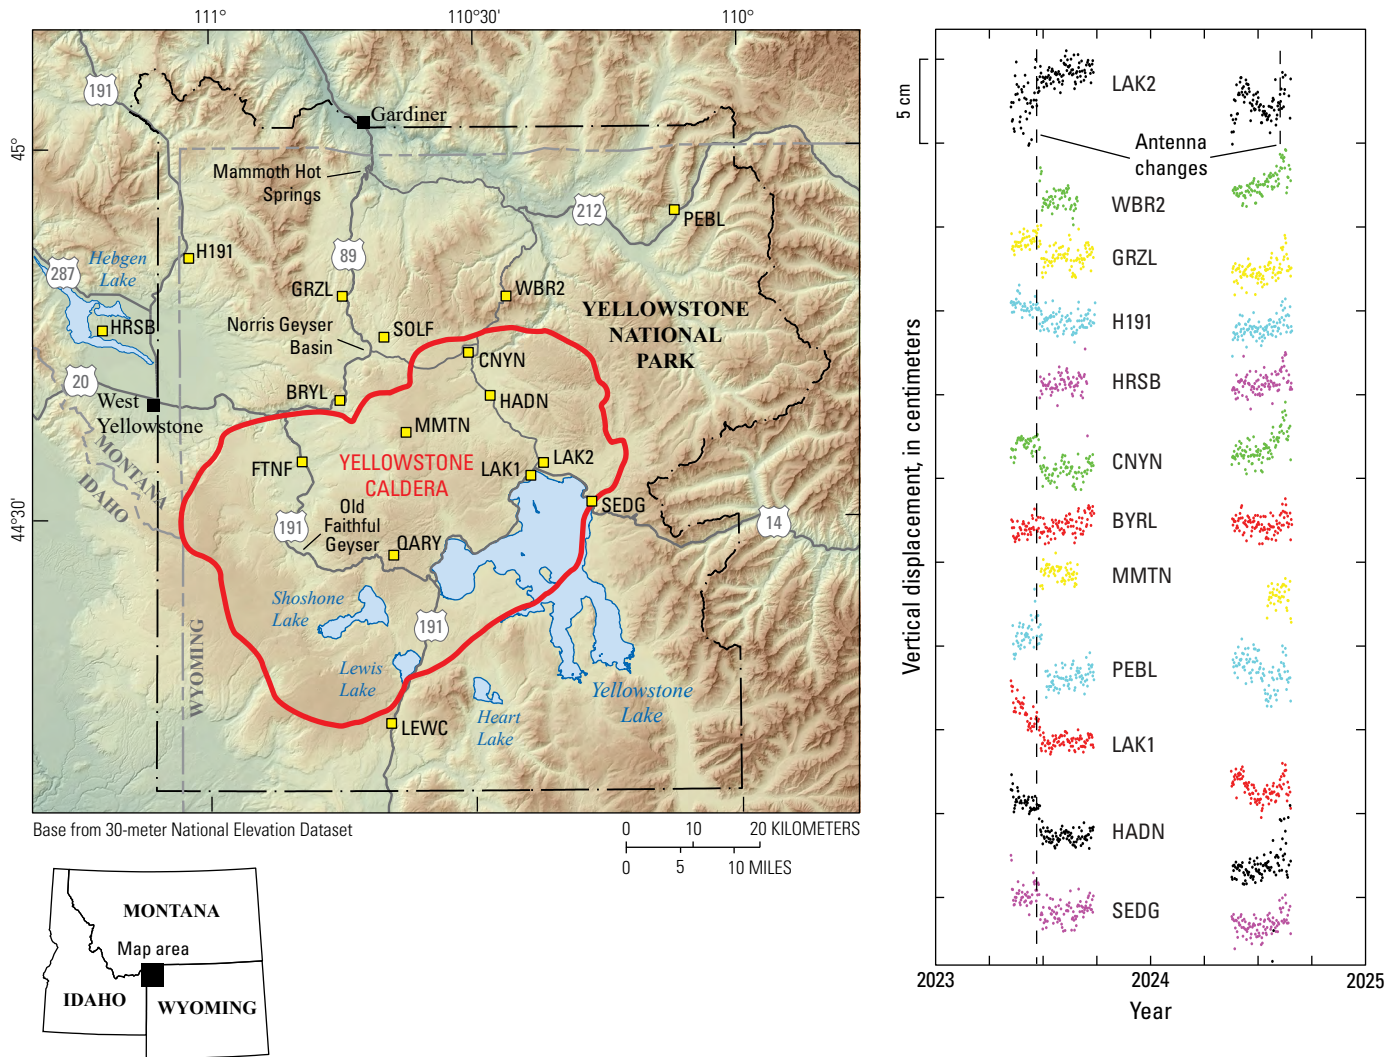 111°
110°30'
110°
191
Gardiner
45°
Mammoth Hot
Springs
212
PEBL
H191
89
Hebgen
Lake
287
GRZL
WBR2
HRSB
Norris Geyser
Basin
SOLF
YELLOWSTONE
NATIONAL
PARK
CNYN
20
West
Yellowstone
BRYL
HADN
MMTN
MONTANA
IDAHO
FTNF
YELLOWSTONE
CALDERA
LAK1
LAK2
SEDG
44°30'
191
Old
Faithful
Geyser
QARY
14
Shoshone
Lake
191
WYOMING
Lewis
Lake
Yellowstone
Lake
Heart
Lake
LEWC
Base from 30-meter National Elevation Dataset
0 10 20 KILOMETERS
0 5 10 MILES
MONTANA
Map area
IDAHO
WYOMING
5 cm
LAK2
Antenna
changes
WBR2
GRZL
H191
HRSB
CNYN
BYRL
MMTN
PEBL
LAK1
HADN
SEDG
Vertical displacement, in centimeters
2023 2024 2025
Year